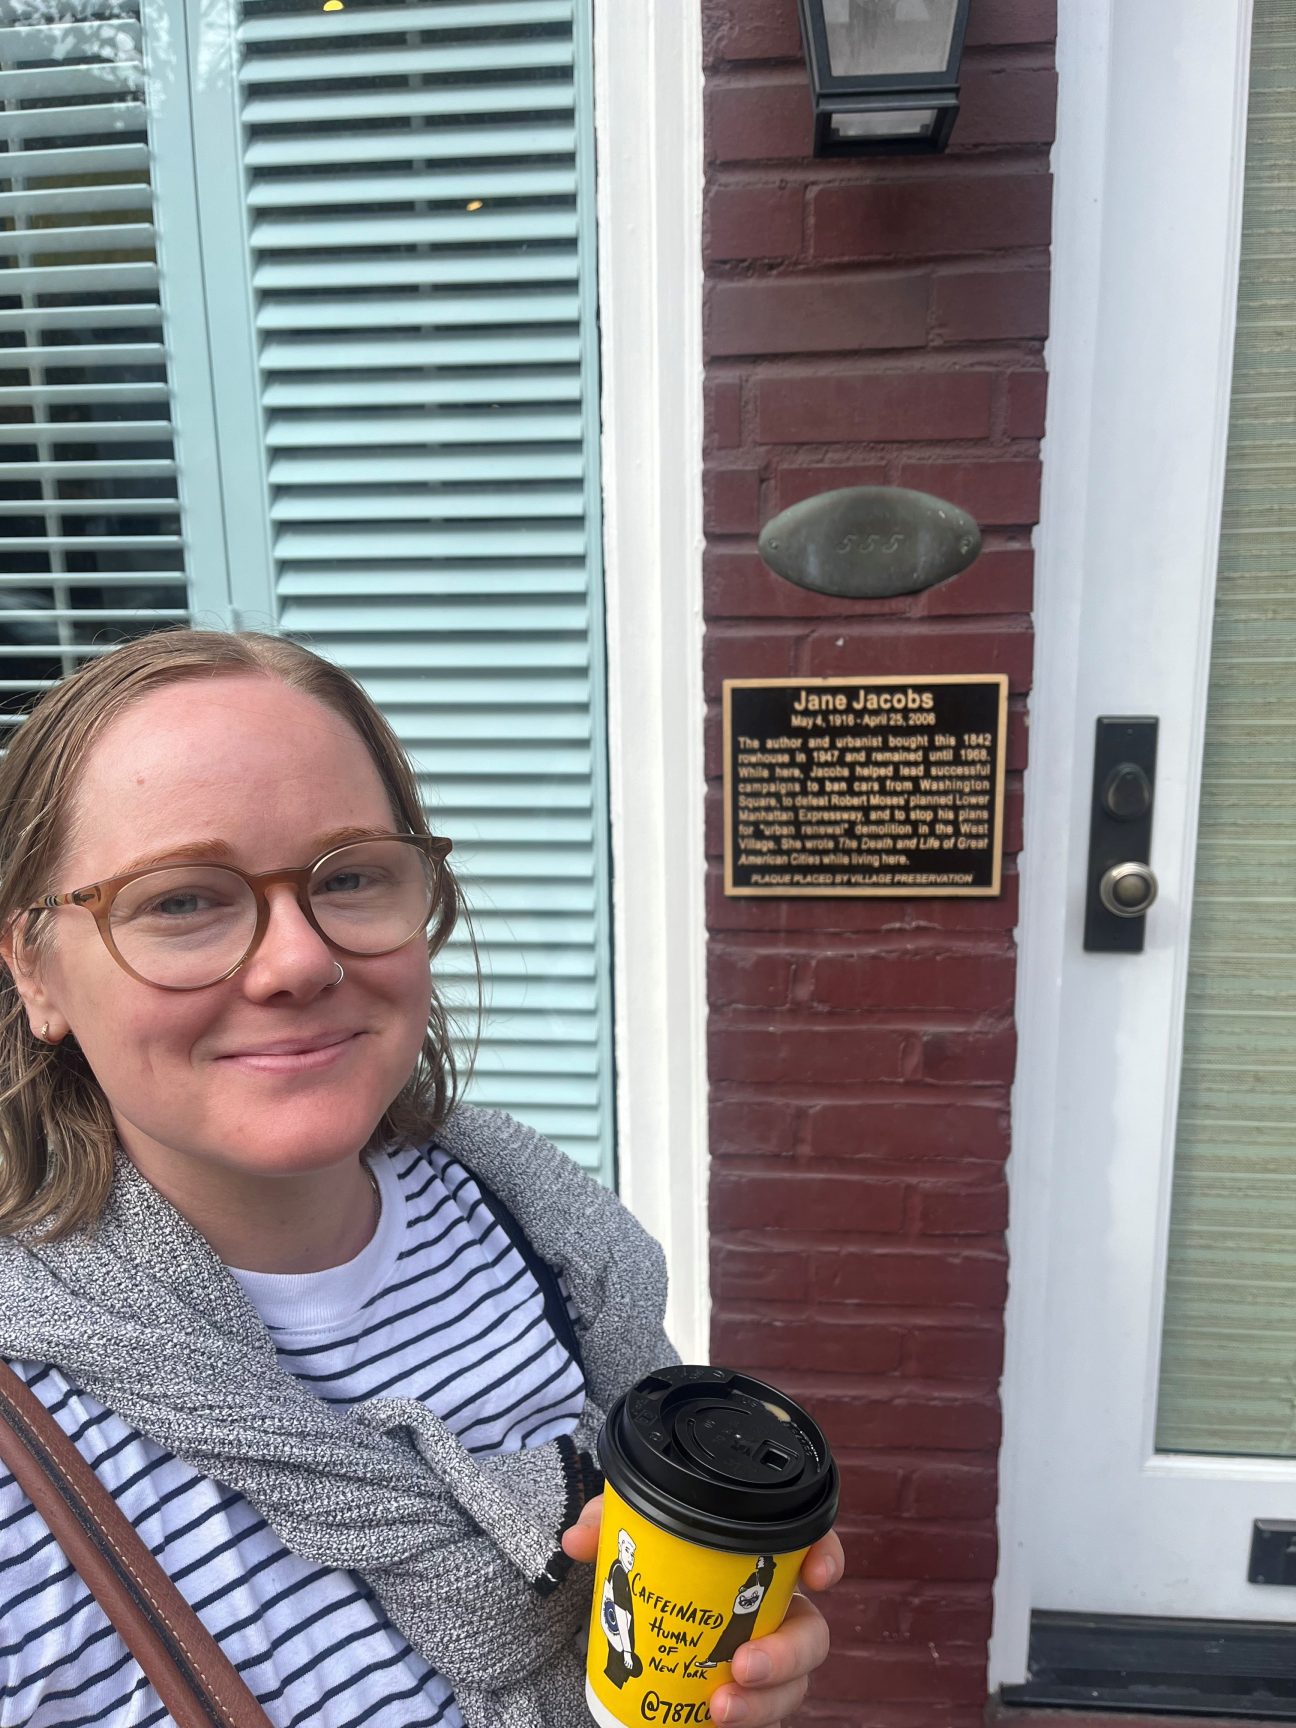 555
Jane Jacobs
May 4, 1916 - April 25, 2006
The author and urbanist bought this 1842
rowhouse in 1947 and remained until 1968.
While here, Jacobs helped lead successful
campaigns to ban cars from Washington
Square, to defeat Robert Moses' planned Lower
Manhattan Expressway, and to stop his plans
for "urban renewal" demolition in the West
Village. She wrote The Death and Life of Great
American Cities while living here.
PLAQUE PLACED BY VILLAGE PRESERVATION
CAFFEINATED
HUMAN
OF
NEW YORK
@787Co